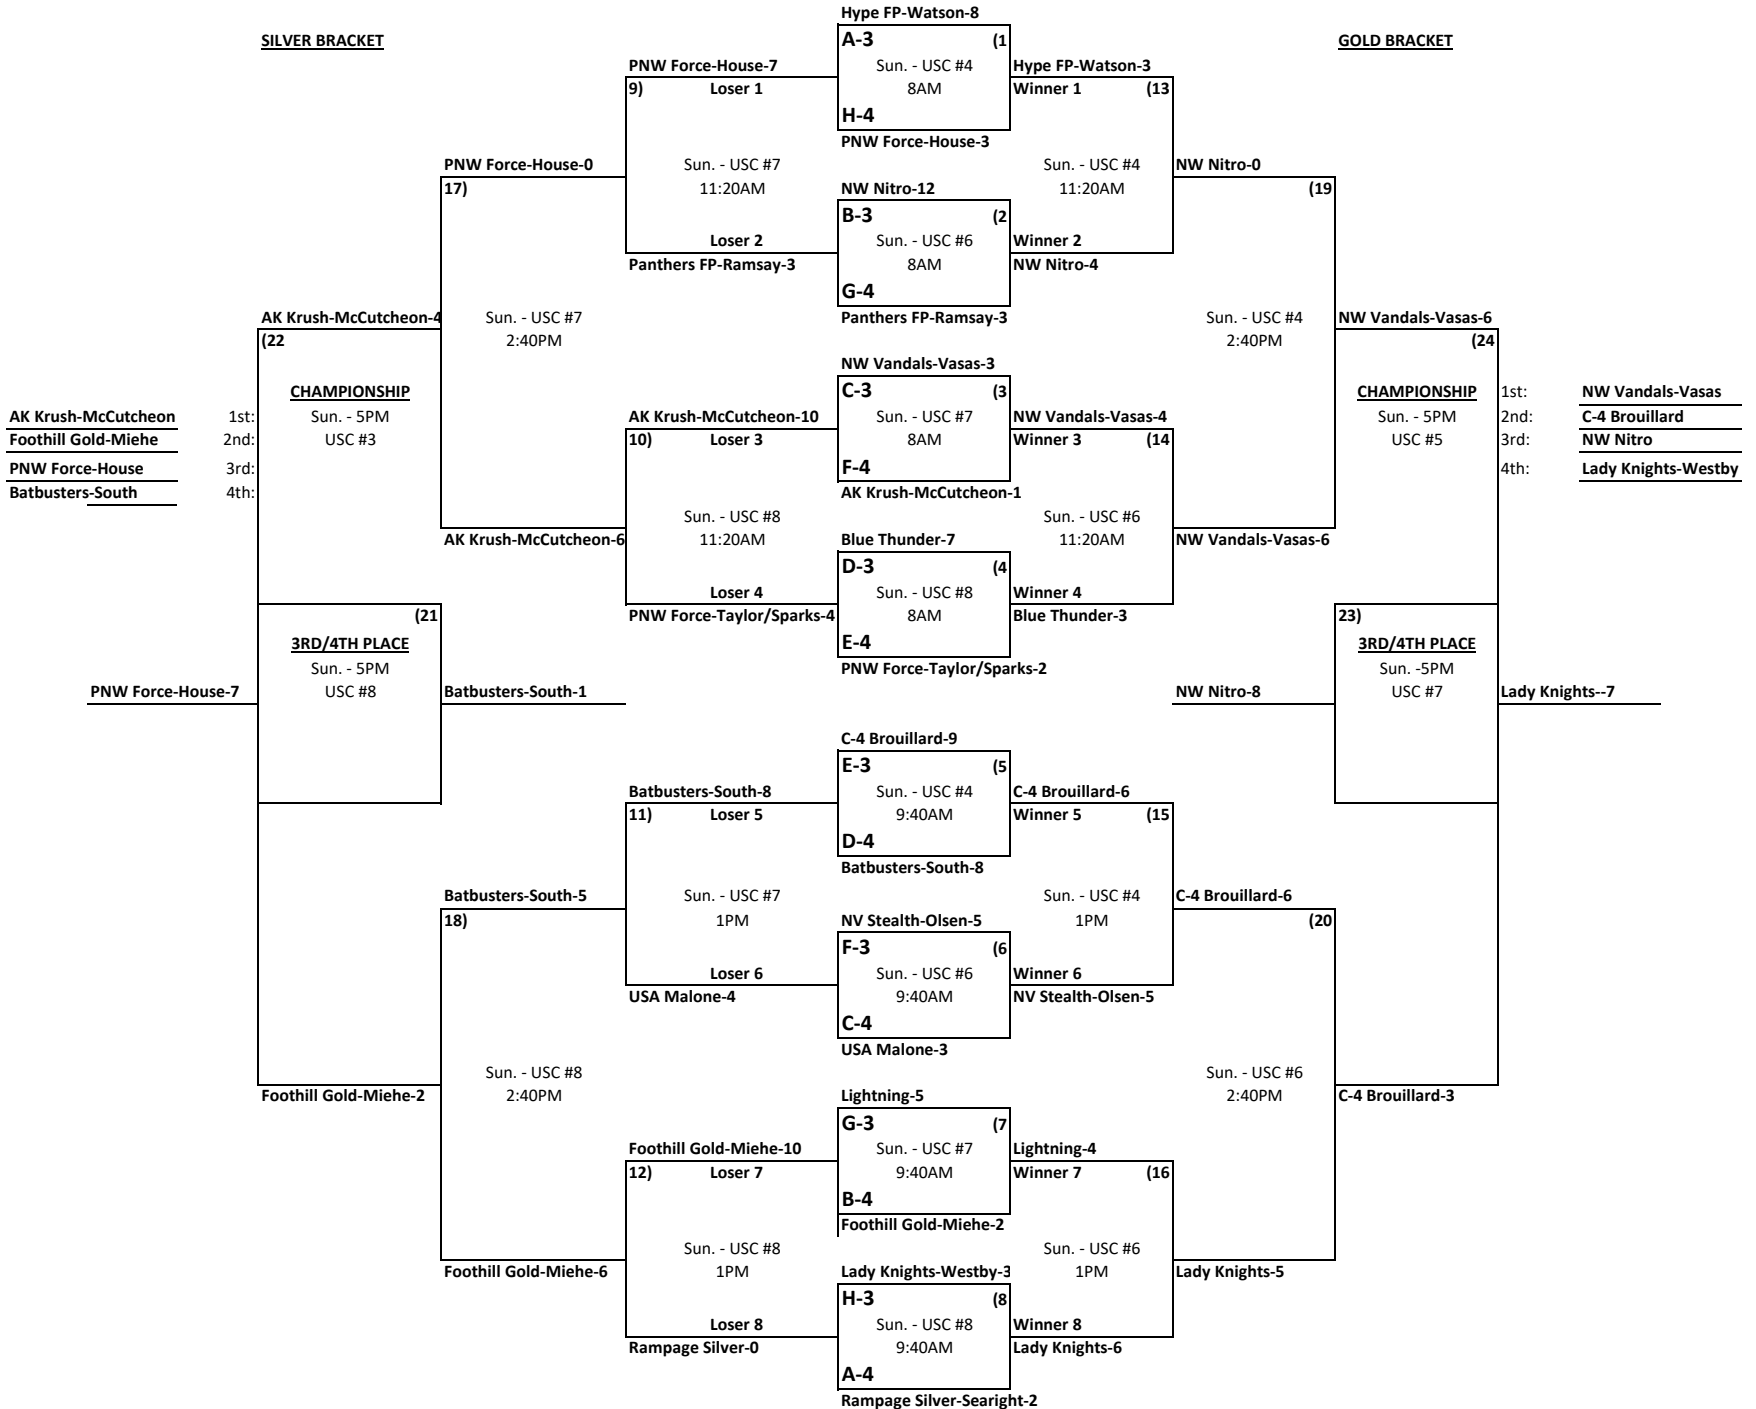 Hype FP-Watson-8
SILVER BRACKET
A-3 (1
GOLD BRACKET
PNW Force-House-7
Sun. - USC #4
Hype FP-Watson-3
9) Loser 1
8AM
Winner 1 (13
H-4
PNW Force-House-3
PNW Force-House-0
Sun. - USC #7
Sun. - USC #4
NW Nitro-0
17)
11:20AM
NW Nitro-12
11:20AM
(19
B-3 (2
Loser 2
Sun. - USC #6
Winner 2
Panthers FP-Ramsay-3
8AM
NW Nitro-4
G-4
AK Krush-McCutcheon-4
Sun. - USC #7
Panthers FP-Ramsay-3
Sun. - USC #4
NW Vandals-Vasas-6
(22
2:40PM
2:40PM
(24
NW Vandals-Vasas-3
CHAMPIONSHIP
C-3 (3
CHAMPIONSHIP
1st: NW Vandals-Vasas
AK Krush-McCutcheon 1st:
Sun. - 5PM
AK Krush-McCutcheon-10
Sun. - USC #7
NW Vandals-Vasas-4
Sun. - 5PM
2nd: C-4 Brouillard
Foothill Gold-Miehe 2nd:
USC #3
10) Loser 3
8AM
Winner 3 (14
USC #5
3rd: NW Nitro
PNW Force-House 3rd:
F-4
4th: Lady Knights-Westby
Batbusters-South 4th:
AK Krush-McCutcheon-1
Sun. - USC #8
Sun. - USC #6
AK Krush-McCutcheon-6
11:20AM
Blue Thunder-7
11:20AM
NW Vandals-Vasas-6
D-3 (4
Loser 4
Sun. - USC #8
Winner 4
(21
PNW Force-Taylor/Sparks-4
8AM
Blue Thunder-3
23)
3RD/4TH PLACE
E-4
3RD/4TH PLACE
Sun. - 5PM
PNW Force-Taylor/Sparks-2
Sun. -5PM
PNW Force-House-7
USC #8
Batbusters-South-1
NW Nitro-8
USC #7
Lady Knights--7
C-4 Brouillard-9
E-3 (5
Batbusters-South-8
Sun. - USC #4
C-4 Brouillard-6
11) Loser 5
9:40AM
Winner 5 (15
D-4
Batbusters-South-8
Batbusters-South-5
Sun. - USC #7
Sun. - USC #4
C-4 Brouillard-6
18)
1PM
NV Stealth-Olsen-5
1PM
(20
F-3 (6
Loser 6
Sun. - USC #6
Winner 6
USA Malone-4
9:40AM
NV Stealth-Olsen-5
C-4
USA Malone-3
Sun. - USC #8
Sun. - USC #6
Foothill Gold-Miehe-2
2:40PM
Lightning-5
2:40PM
C-4 Brouillard-3
G-3 (7
Foothill Gold-Miehe-10
Sun. - USC #7
Lightning-4
12) Loser 7
9:40AM
Winner 7 (16
B-4
Foothill Gold-Miehe-2
Sun. - USC #8
Sun. - USC #6
Foothill Gold-Miehe-6
1PM
Lady Knights-Westby-3
1PM
Lady Knights-5
H-3 (8
Loser 8
Sun. - USC #8
Winner 8
Rampage Silver-0
9:40AM
Lady Knights-6
A-4
Rampage Silver-Searight-2